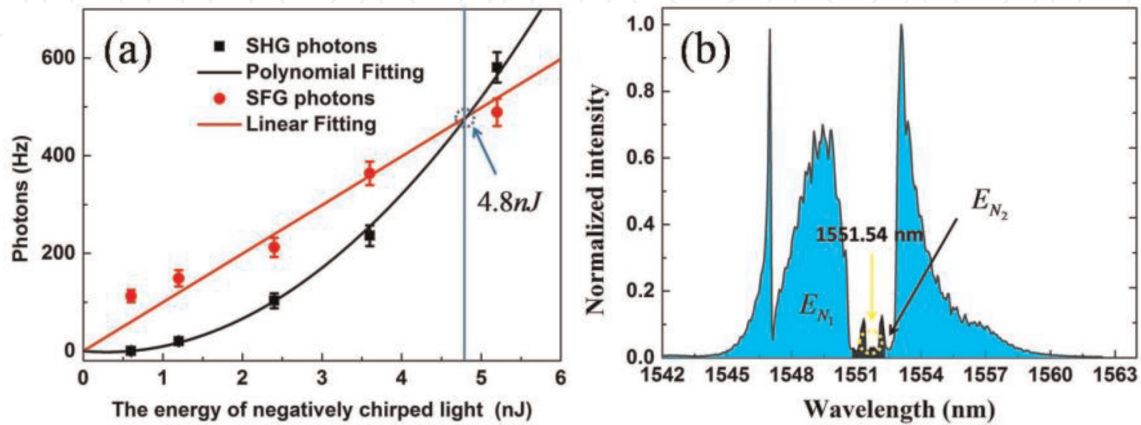 (a)
SHG photons
Polynomial Fitting
SFG photons
Linear Fitting
4.8nJ
Photons (Hz)
600
400
200
0
0 1 2 3 4 5 6
The energy of negatively chirped light (nJ)
(b)
Normalized intensity
1.0
0.8
0.6
0.4
0.2
0.0
1551.54 nm
E_{N_1}
E_{N_2}
1542 1545 1548 1551 1554 1557 1560 1563
Wavelength (nm)